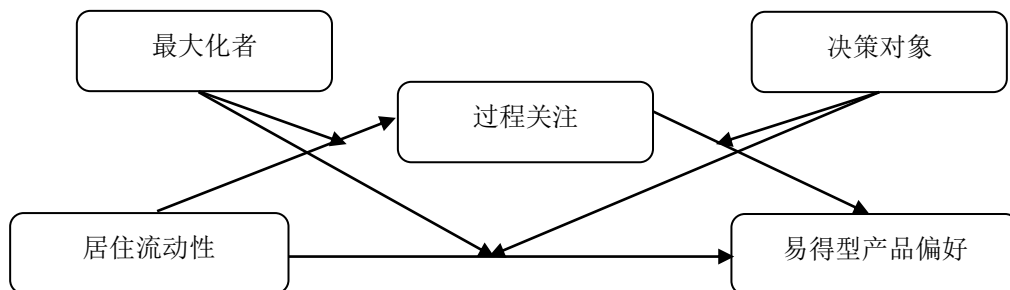 最大化者
决策对象
过程关注
居住流动性
易得型产品偏好